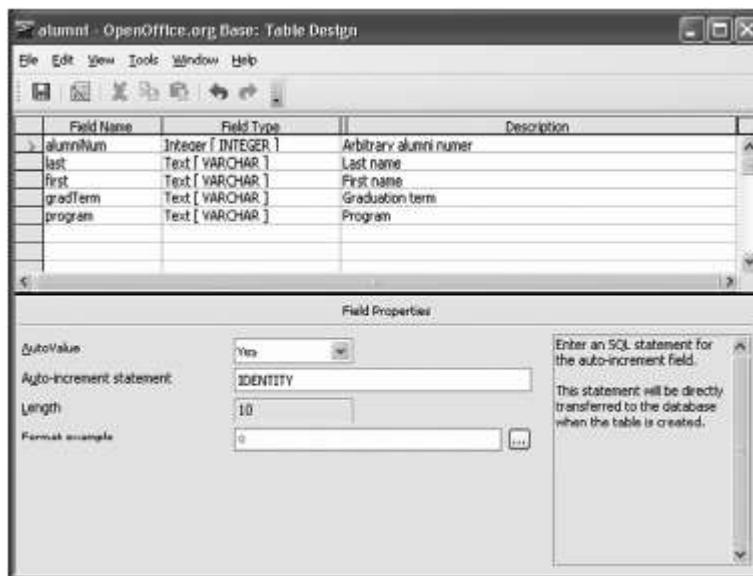 alumni - OpenOffice.org Base: Table Design
File Edit View Tools Window Help
Field Name Field Type Description
alumniNum Integer [ INTEGER ] Arbitrary alumni numer
last Text [ VARCHAR ] Last name
first Text [ VARCHAR ] First name
gradTerm Text [ VARCHAR ] Graduation term
program Text [ VARCHAR ] Program
Field Properties
AutoValue Yes
Auto-increment statement IDENTITY
Length 10
Format example 0 ...
Enter an SQL statement for
the auto-increment field.
This statement will be directly
transferred to the database
when the table is created.